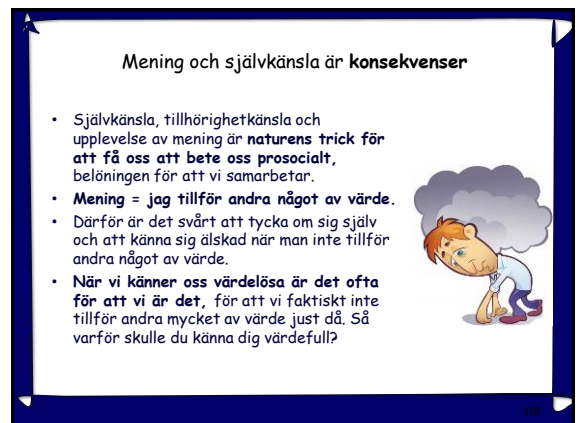 Mening och självkänsla är konsekvenser
• Självkänsla, tillhörighetkänsla och
upplevelse av mening är naturens trick för
att få oss att bete oss prosocialt,
belöningen för att vi samarbetar.
• Mening = jag tillför andra något av värde.
• Därför är det svårt att tycka om sig själv
och att känna sig älskad när man inte tillför
andra något av värde.
• När vi känner oss värdelösa är det ofta
för att vi är det, för att vi faktiskt inte
tillför andra mycket av värde just då. Så
varför skulle du känna dig värdefull?